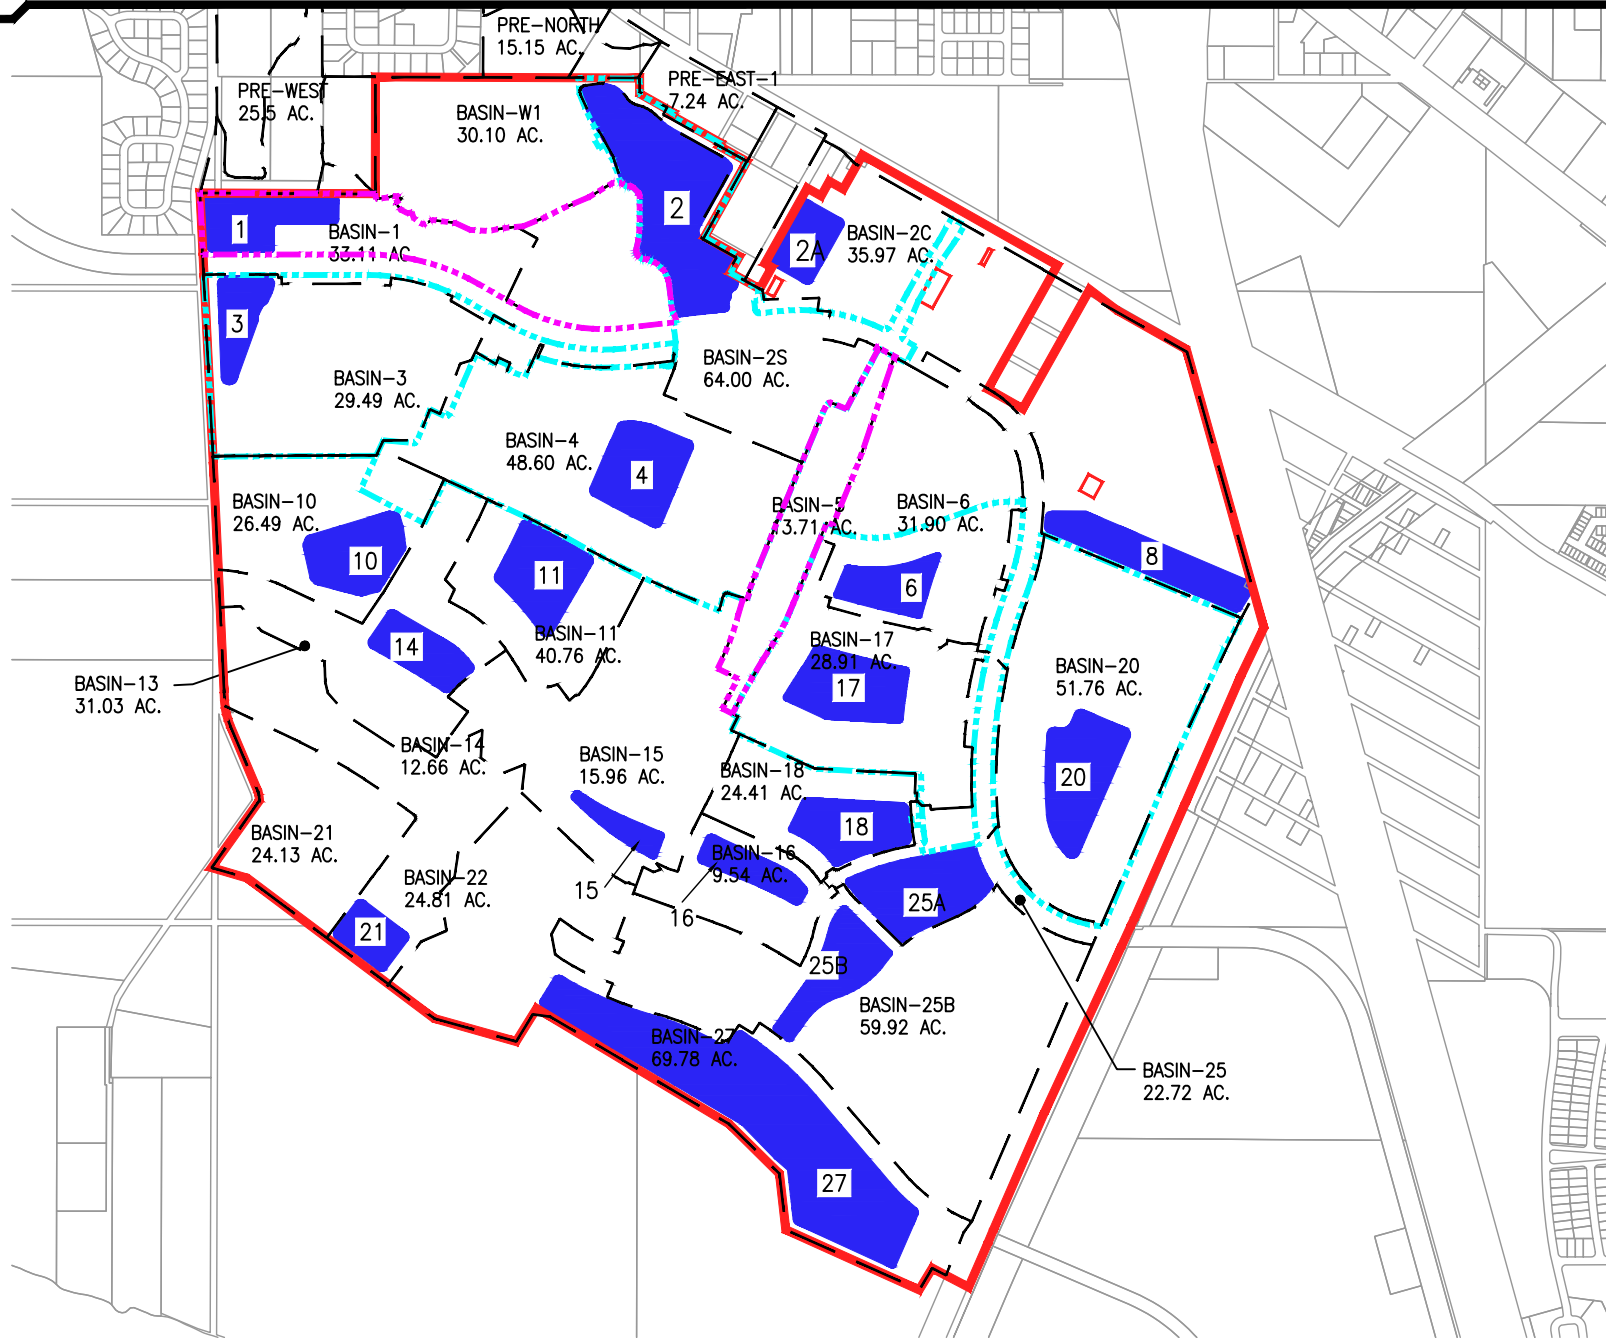 PRE-NORTH
15.15 AC.
PRE-EAST-1
7.24 AC.
PRE-WEST
25.5 AC.
BASIN-W1
30.10 AC.
2
1
BASIN-1
33.11 AC.
2A
BASIN-2C
35.97 AC.
3
BASIN-2S
64.00 AC.
BASIN-3
29.49 AC.
BASIN-4
48.60 AC.
4
BASIN-10
26.49 AC.
BASIN-5
13.71 AC.
BASIN-6
31.90 AC.
10
11
6
8
14
BASIN-11
40.76 AC.
BASIN-17
28.91 AC.
17
BASIN-20
51.76 AC.
BASIN-13
31.03 AC.
BASIN-14
12.66 AC.
BASIN-15
15.96 AC.
BASIN-18
24.41 AC.
20
18
BASIN-21
24.13 AC.
BASIN-16
9.54 AC.
BASIN-22
24.81 AC.
15
16
25A
21
25B
BASIN-25B
59.92 AC.
BASIN-27
69.78 AC.
BASIN-25
22.72 AC.
27